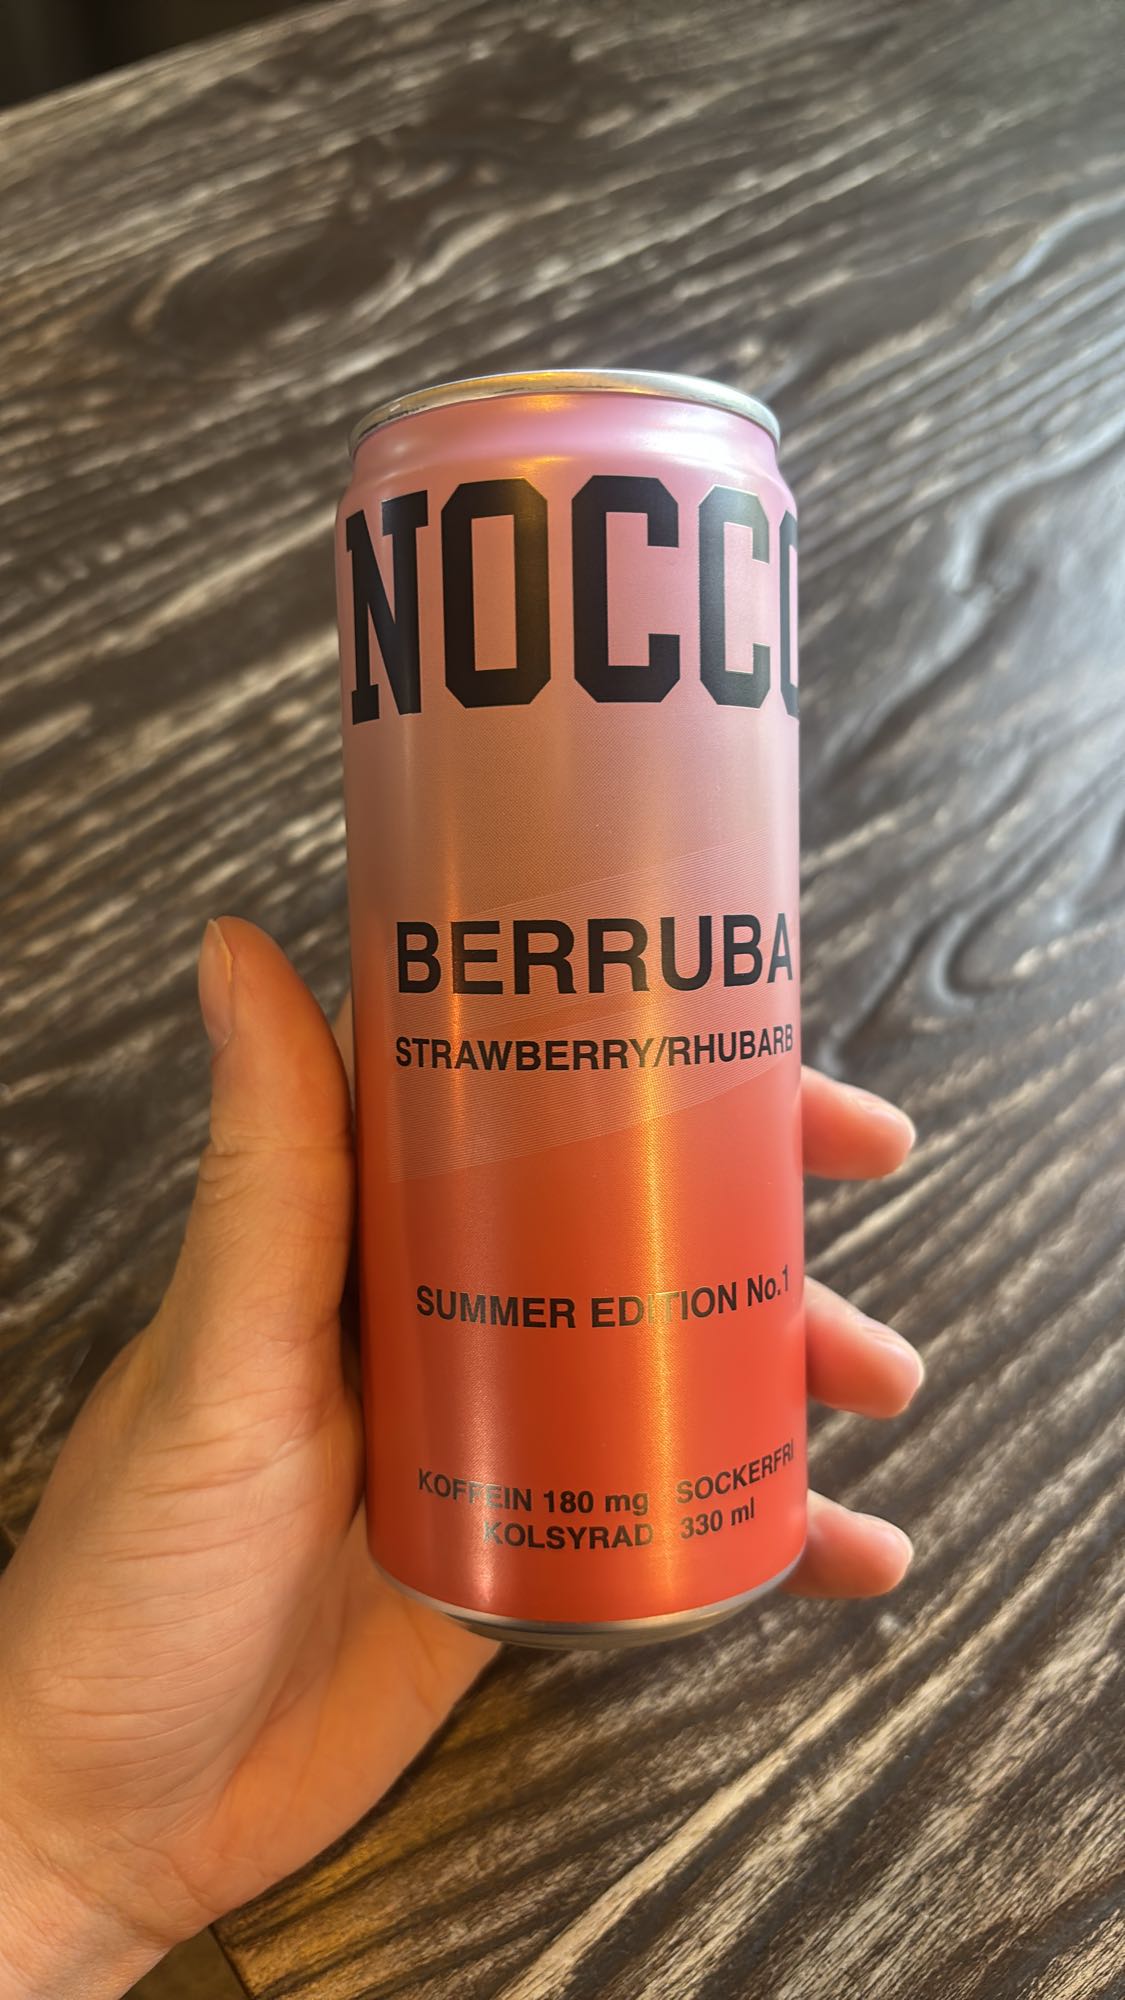 NOCCO
BERRUBA
STRAWBERRY/RHUBARB
SUMMER EDITION No.1
KOFFEIN 180 mg SOCKERFRI
KOLSYRAD 330 ml